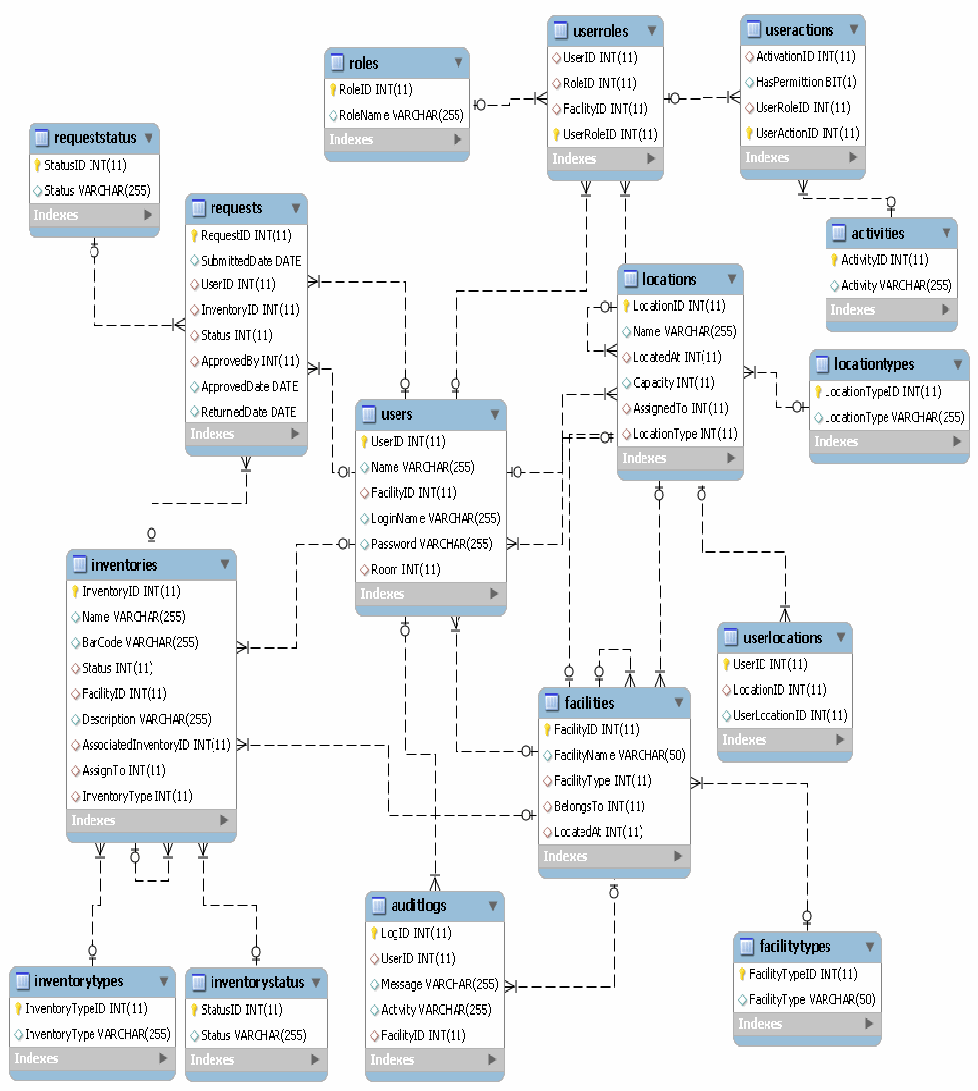 roles
RoleID INT(11)
RoleName VARCHAR(255)
Indexes
userroles
UserID INT(11)
RoleID INT(11)
FacilityID INT(11)
UserRoleID INT(11)
Indexes
useractions
ActivationID INT(11)
HasPermittion BIT(1)
UserRoleID INT(11)
UserActionID INT(11)
Indexes
requeststatus
StatusID INT(11)
Status VARCHAR(255)
Indexes
requests
RequestID INT(11)
SubmittedDate DATE
UserID INT(11)
InventoryID INT(11)
Status INT(11)
ApprovedBy INT(11)
ApprovedDate DATE
ReturnedDate DATE
Indexes
activities
ActivityID INT(11)
Activity VARCHAR(255)
Indexes
locations
LocationID INT(11)
Name VARCHAR(255)
LocatedAt INT(11)
Capacity INT(11)
AssignedTo INT(11)
LocationType INT(11)
Indexes
locationtypes
LocationTypeID INT(11)
LocationType VARCHAR(255)
Indexes
users
UserID INT(11)
Name VARCHAR(255)
FacilityID INT(11)
LoginName VARCHAR(255)
Password VARCHAR(255)
Room INT(11)
Indexes
inventories
InventoryID INT(11)
Name VARCHAR(255)
BarCode VARCHAR(255)
Status INT(11)
FacilityID INT(11)
Description VARCHAR(255)
AssociatedInventoryID INT(11)
AssignTo INT(11)
InventoryType INT(11)
Indexes
userlocations
UserID INT(11)
LocationID INT(11)
UserLocationID INT(11)
Indexes
facilities
FacilityID INT(11)
FacilityName VARCHAR(50)
FacilityType INT(11)
BelongsTo INT(11)
LocatedAt INT(11)
Indexes
auditlogs
LogID INT(11)
UserID INT(11)
Message VARCHAR(255)
Activity VARCHAR(255)
FacilityID INT(11)
Indexes
facilitytypes
FacilityTypeID INT(11)
FacilityType VARCHAR(50)
Indexes
inventorytypes
InventoryTypeID INT(11)
InventoryType VARCHAR(255)
Indexes
inventorystatus
StatusID INT(11)
Status VARCHAR(255)
Indexes